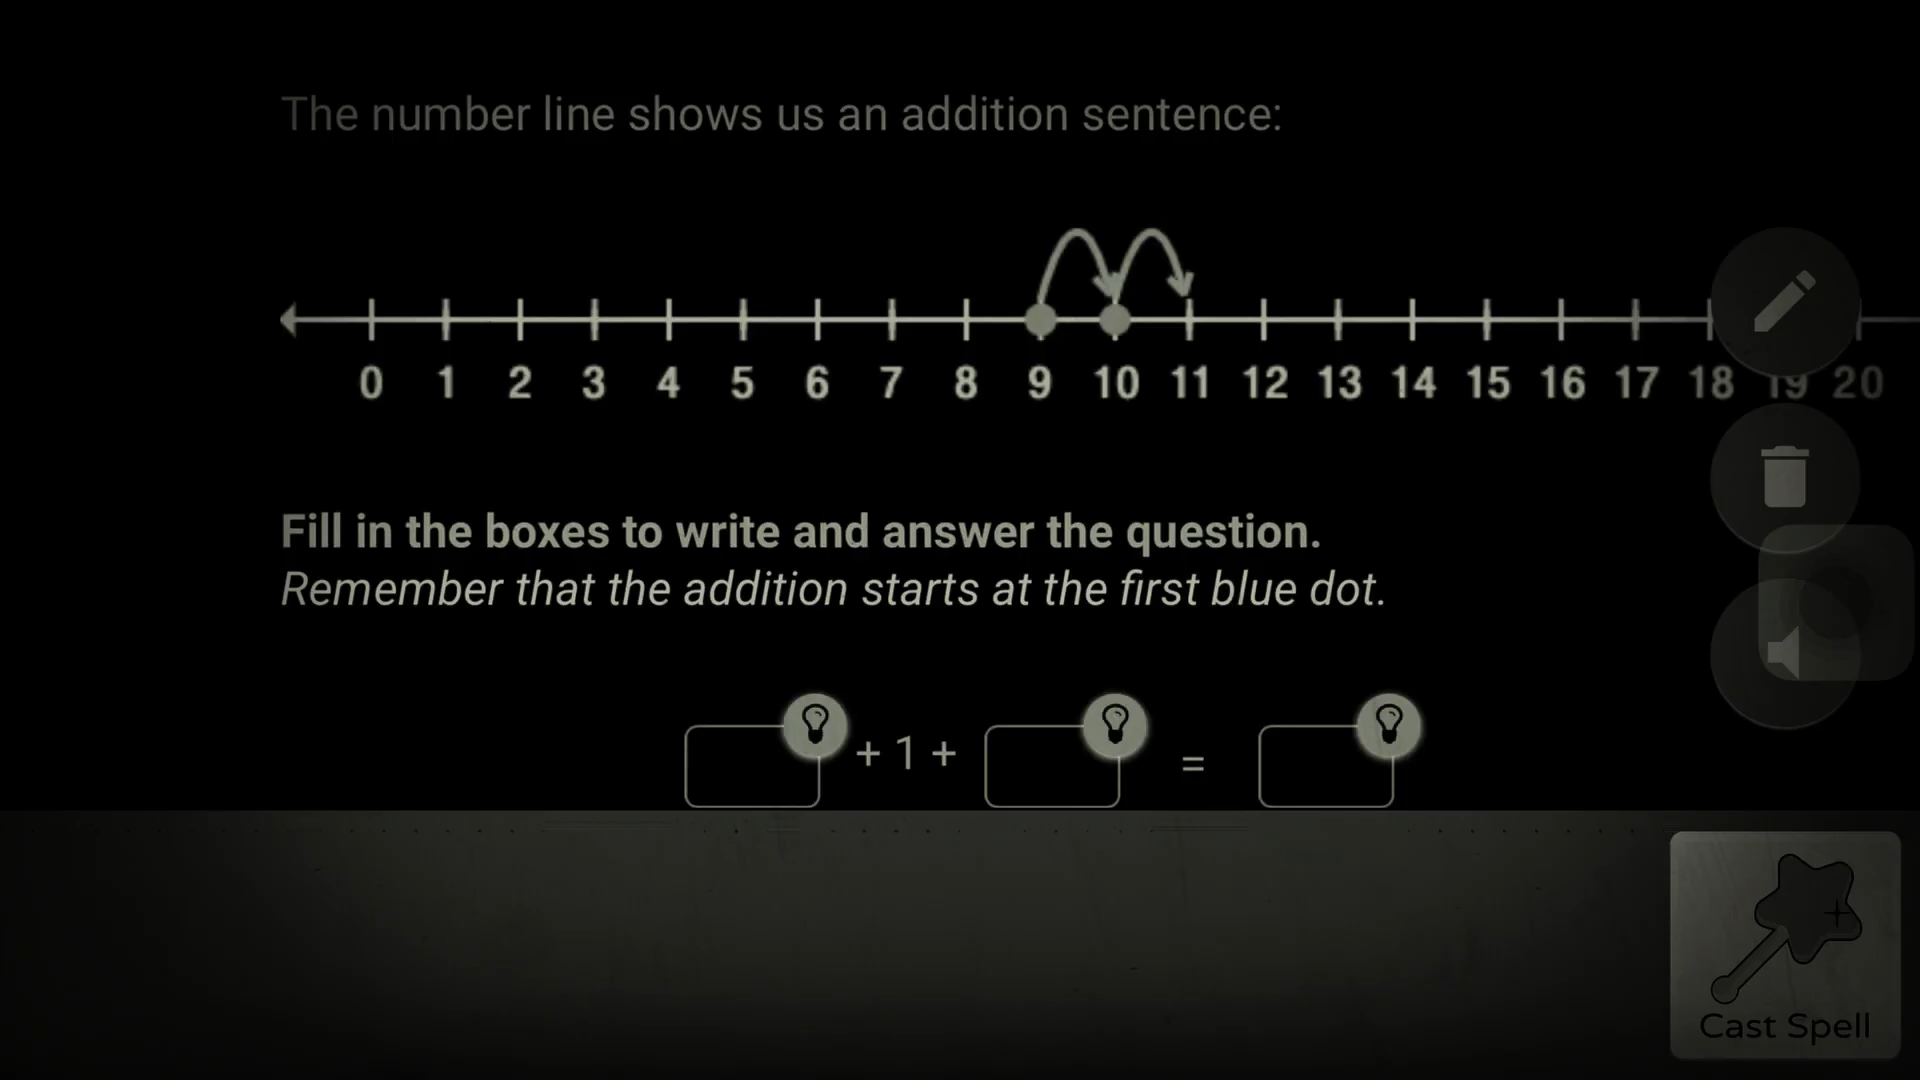 The number line shows us an addition sentence:
0 1 2 3 4 5 6 7 8 9 10 11 12 13 14 15 16 17 18 19 20
Fill in the boxes to write and answer the question.
Remember that the addition starts at the first blue dot.
+ 1 + =
Cast Spell